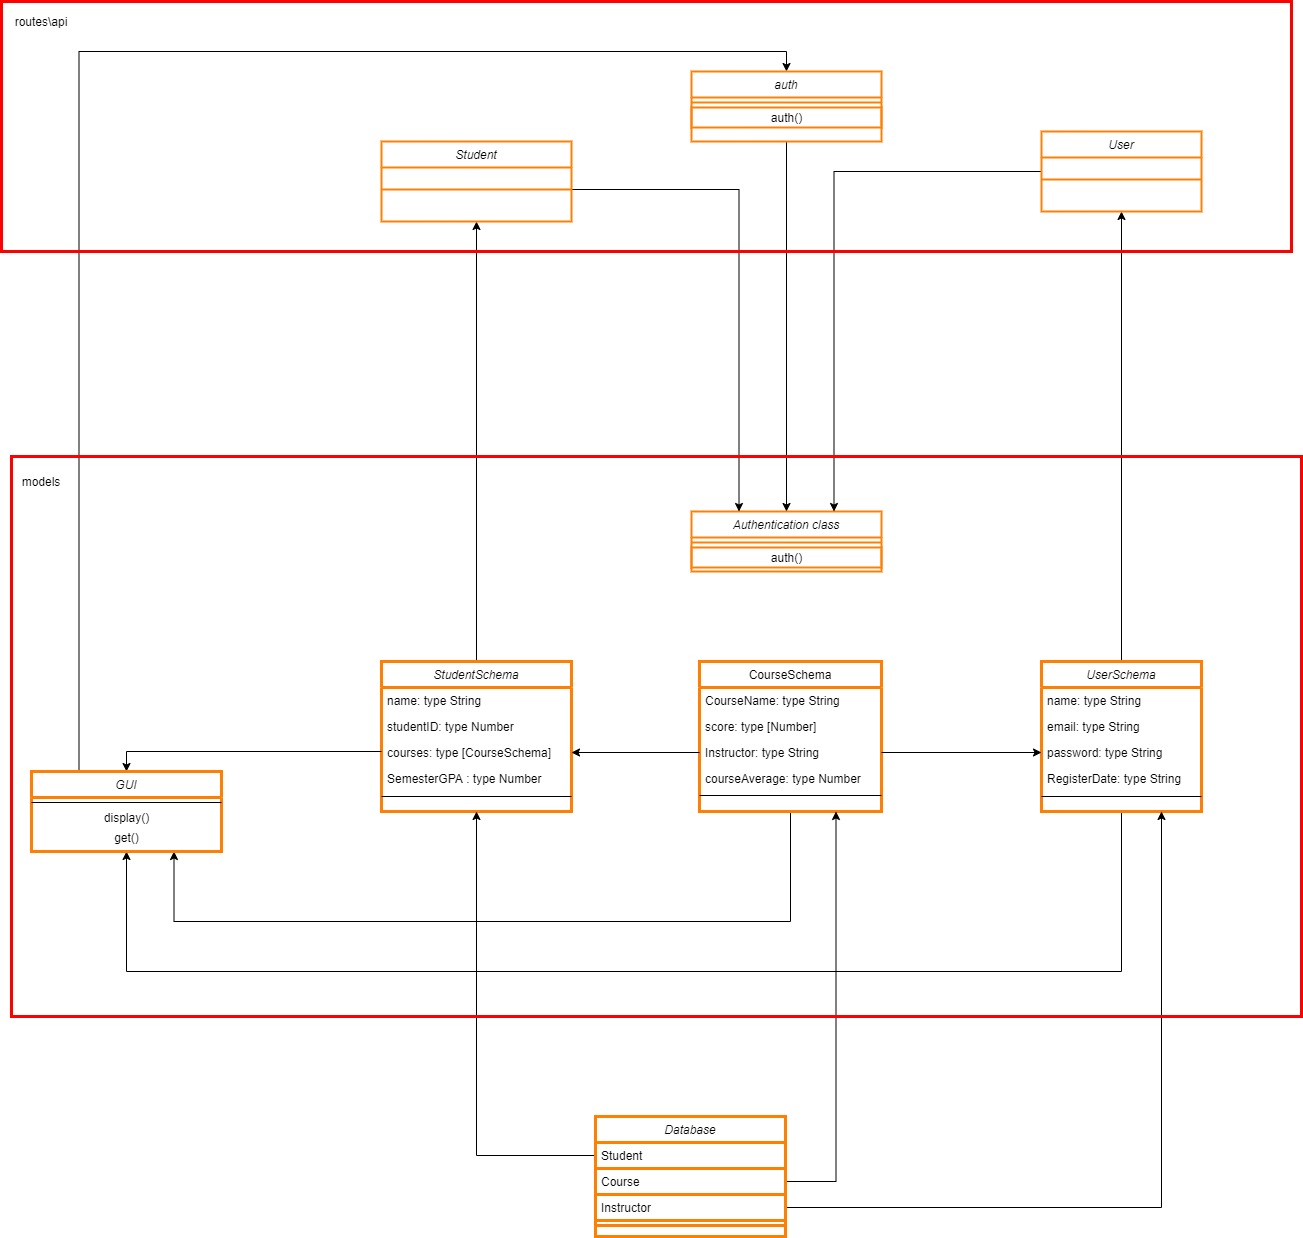 routes\api
auth
auth()
Student
User
models
Authentication class
auth()
StudentSchema
name: type String
studentID: type Number
courses: type [CourseSchema]
SemesterGPA : type Number
CourseSchema
CourseName: type String
score: type [Number]
Instructor: type String
courseAverage: type Number
UserSchema
name: type String
email: type String
password: type String
RegisterDate: type String
GUI
display()
get()
Database
Student
Course
Instructor